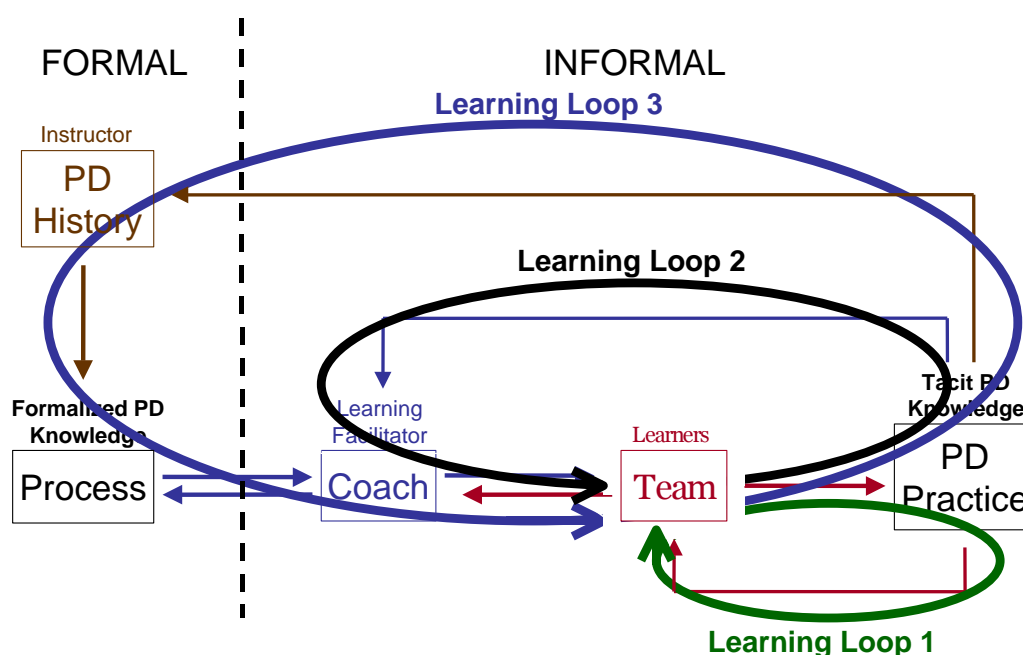 FORMAL
INFORMAL
Learning Loop 3
Instructor
PD
History
Learning Loop 2
Formalized PD
Knowledge
Process
Learning
Facilitator
Coach
Learners
Team
Tacit PD
Knowledge
PD
Practice
Learning Loop 1